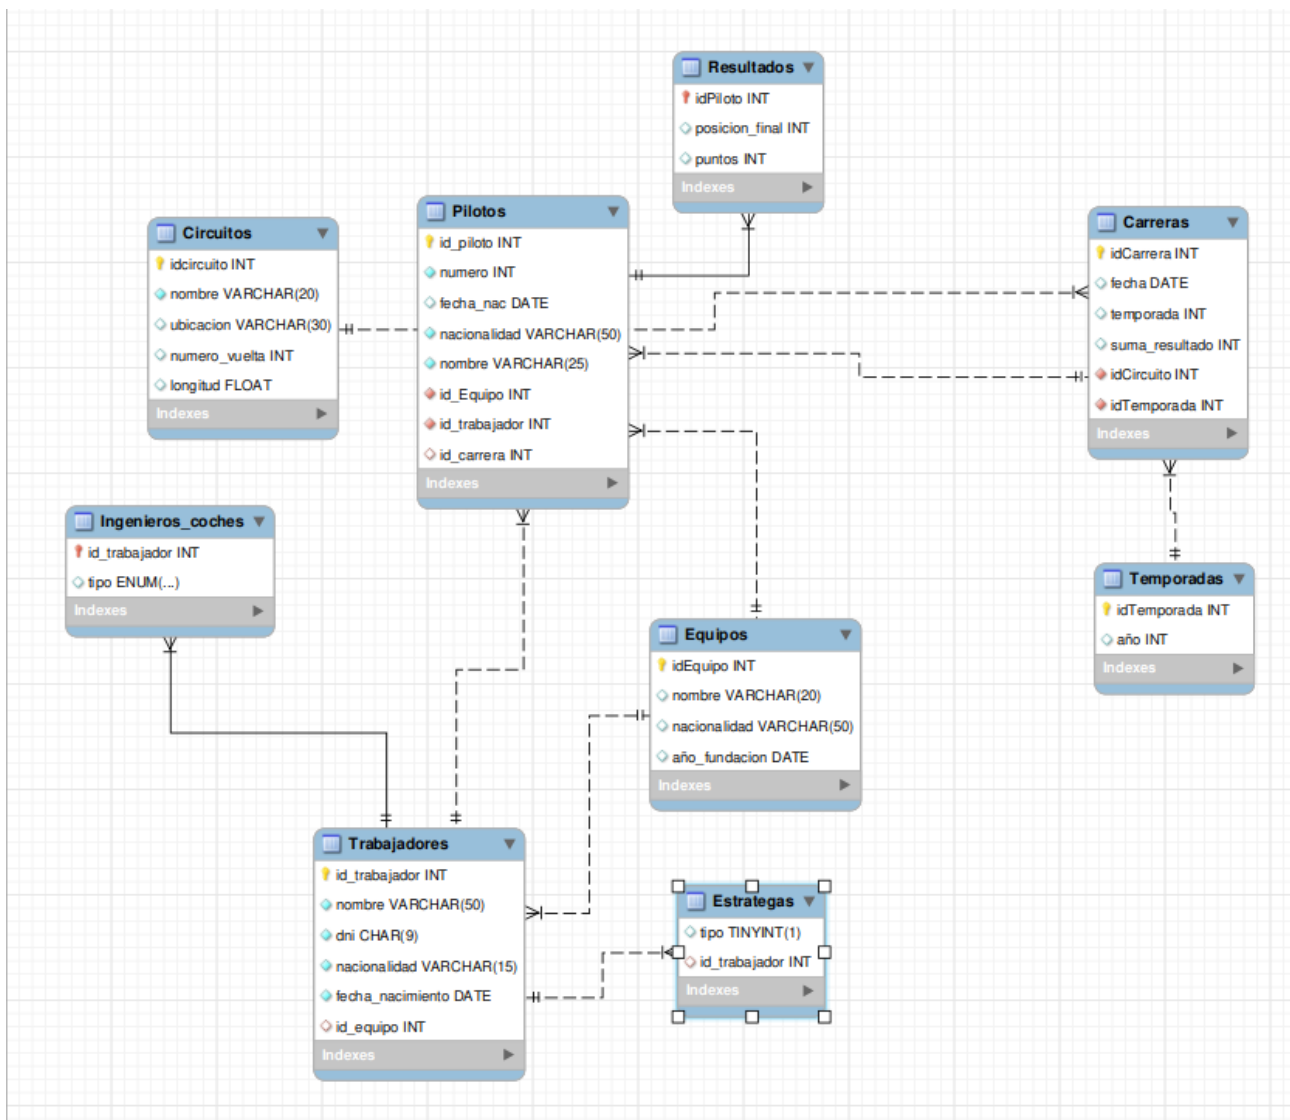 Resultados
idPiloto INT
posicion_final INT
puntos INT
Indexes
Pilotos
id_piloto INT
numero INT
fecha_nac DATE
nacionalidad VARCHAR(50)
nombre VARCHAR(25)
id_Equipo INT
id_trabajador INT
id_carrera INT
Indexes
Circuitos
idcircuito INT
nombre VARCHAR(20)
ubicacion VARCHAR(30)
numero_vuelta INT
longitud FLOAT
Indexes
Carreras
idCarrera INT
fecha DATE
temporada INT
suma_resultado INT
idCircuito INT
idTemporada INT
Indexes
Ingenieros_coches
id_trabajador INT
tipo ENUM(...)
Indexes
Temporadas
idTemporada INT
año INT
Indexes
Equipos
idEquipo INT
nombre VARCHAR(20)
nacionalidad VARCHAR(50)
año_fundacion DATE
Indexes
Trabajadores
id_trabajador INT
nombre VARCHAR(50)
dni CHAR(9)
nacionalidad VARCHAR(15)
fecha_nacimiento DATE
id_equipo INT
Indexes
Estrategas
tipo TINYINT(1)
id_trabajador INT
Indexes